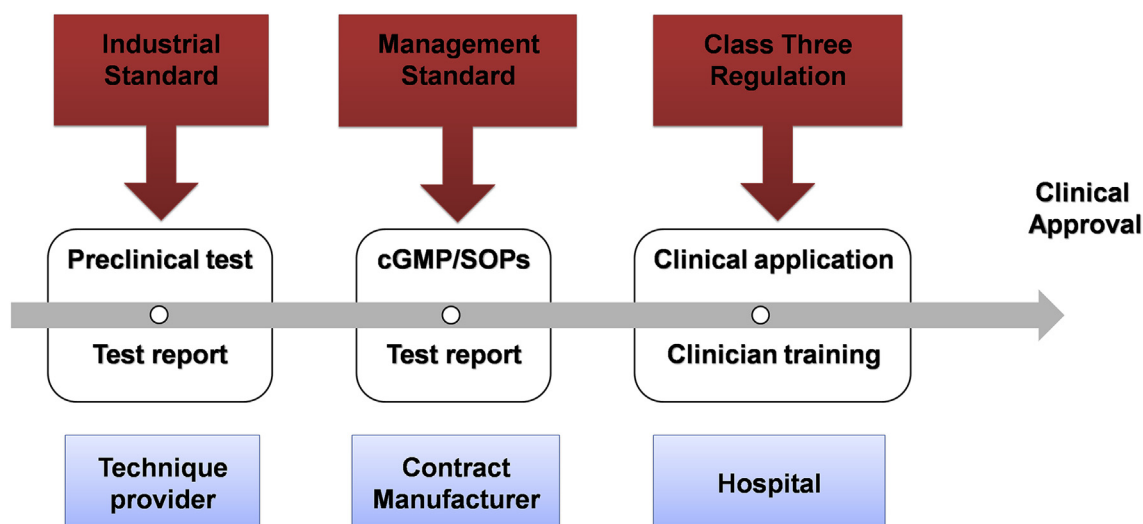 Industrial
Standard
Management
Standard
Class Three
Regulation
Clinical
Approval
Preclinical test
cGMP/SOPs
Clinical application
Test report
Test report
Clinician training
Technique
provider
Contract
Manufacturer
Hospital